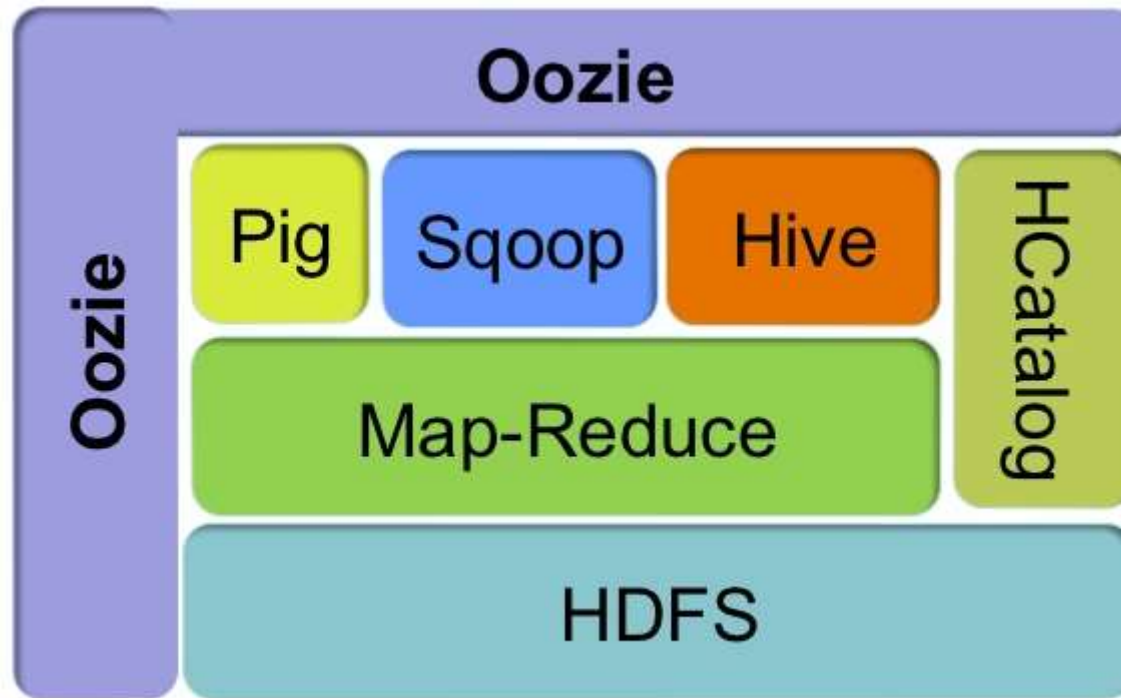 Oozie
Oozie
Pig
Sqoop
Hive
HCatalog
Map-Reduce
HDFS